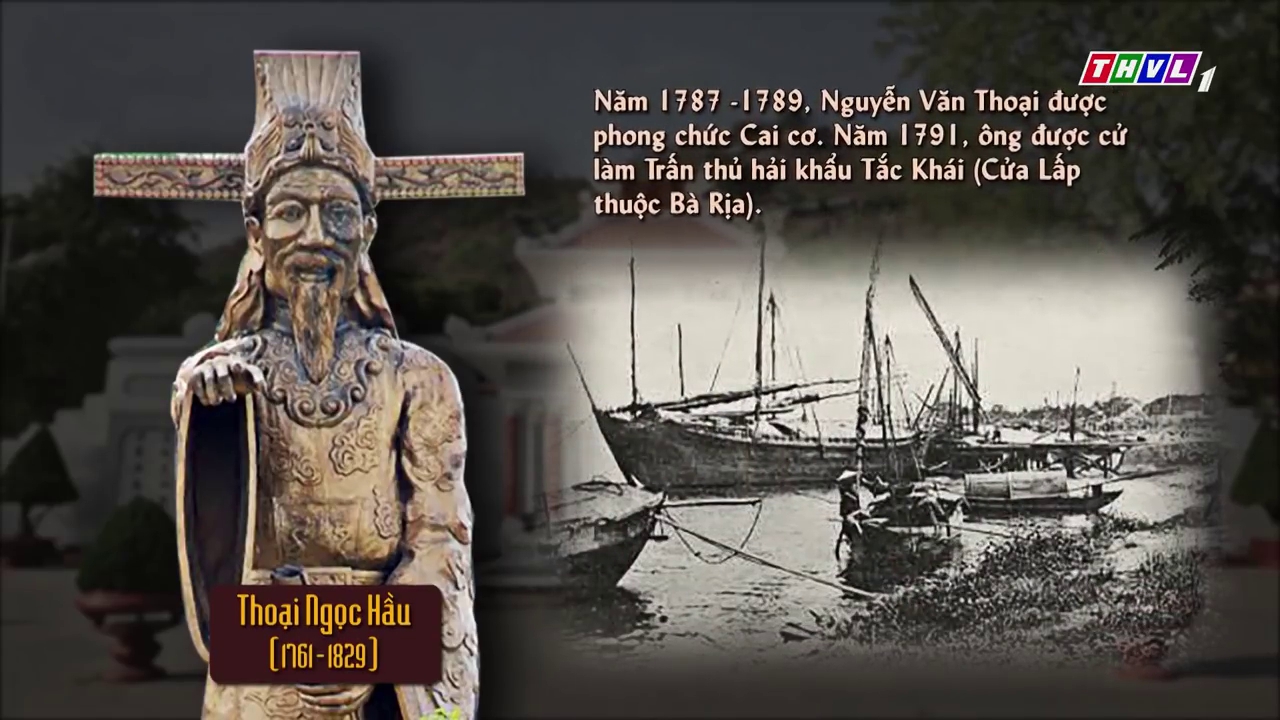 THVL1
Năm 1787 -1789, Nguyễn Văn Thoại được
phong chức Cai cơ. Năm 1791, ông được cử
làm Trấn thủ hải khẩu Tắc Khái (Cửa Lấp
thuộc Bà Rịa).
Thoại Ngọc Hầu
(1761-1829)